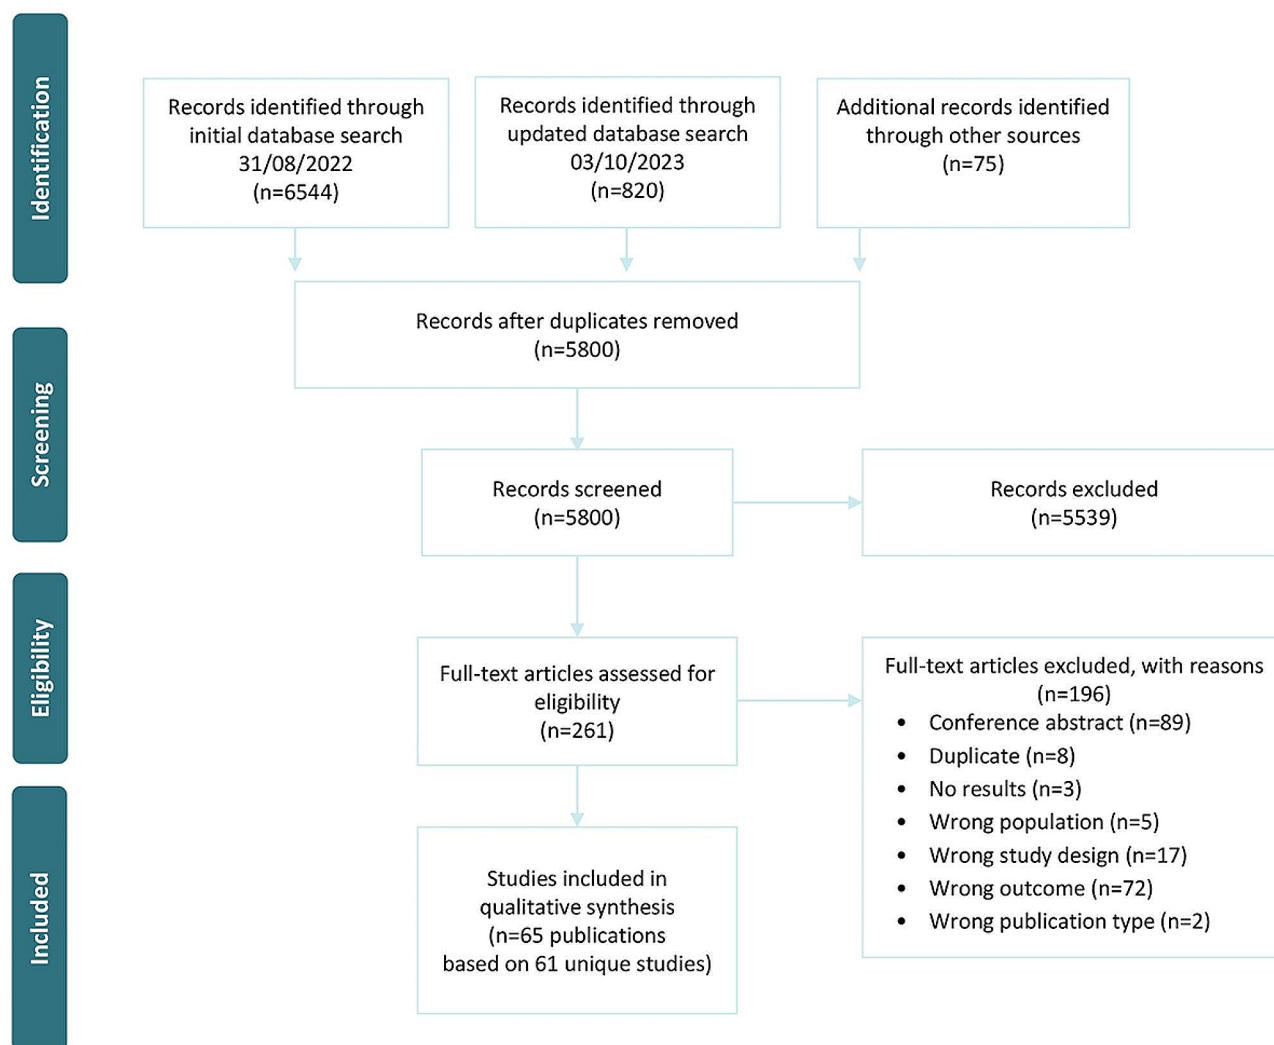 Identification
Records identified through
initial database search
31/08/2022
(n=6544)
Records identified through
updated database search
03/10/2023
(n=820)
Additional records identified
through other sources
(n=75)
Records after duplicates removed
(n=5800)
Screening
Records screened
(n=5800)
Records excluded
(n=5539)
Eligibility
Full-text articles assessed for
eligibility
(n=261)
Full-text articles excluded, with reasons
(n=196)
• Conference abstract (n=89)
• Duplicate (n=8)
• No results (n=3)
• Wrong population (n=5)
• Wrong study design (n=17)
• Wrong outcome (n=72)
• Wrong publication type (n=2)
Included
Studies included in
qualitative synthesis
(n=65 publications
based on 61 unique studies)